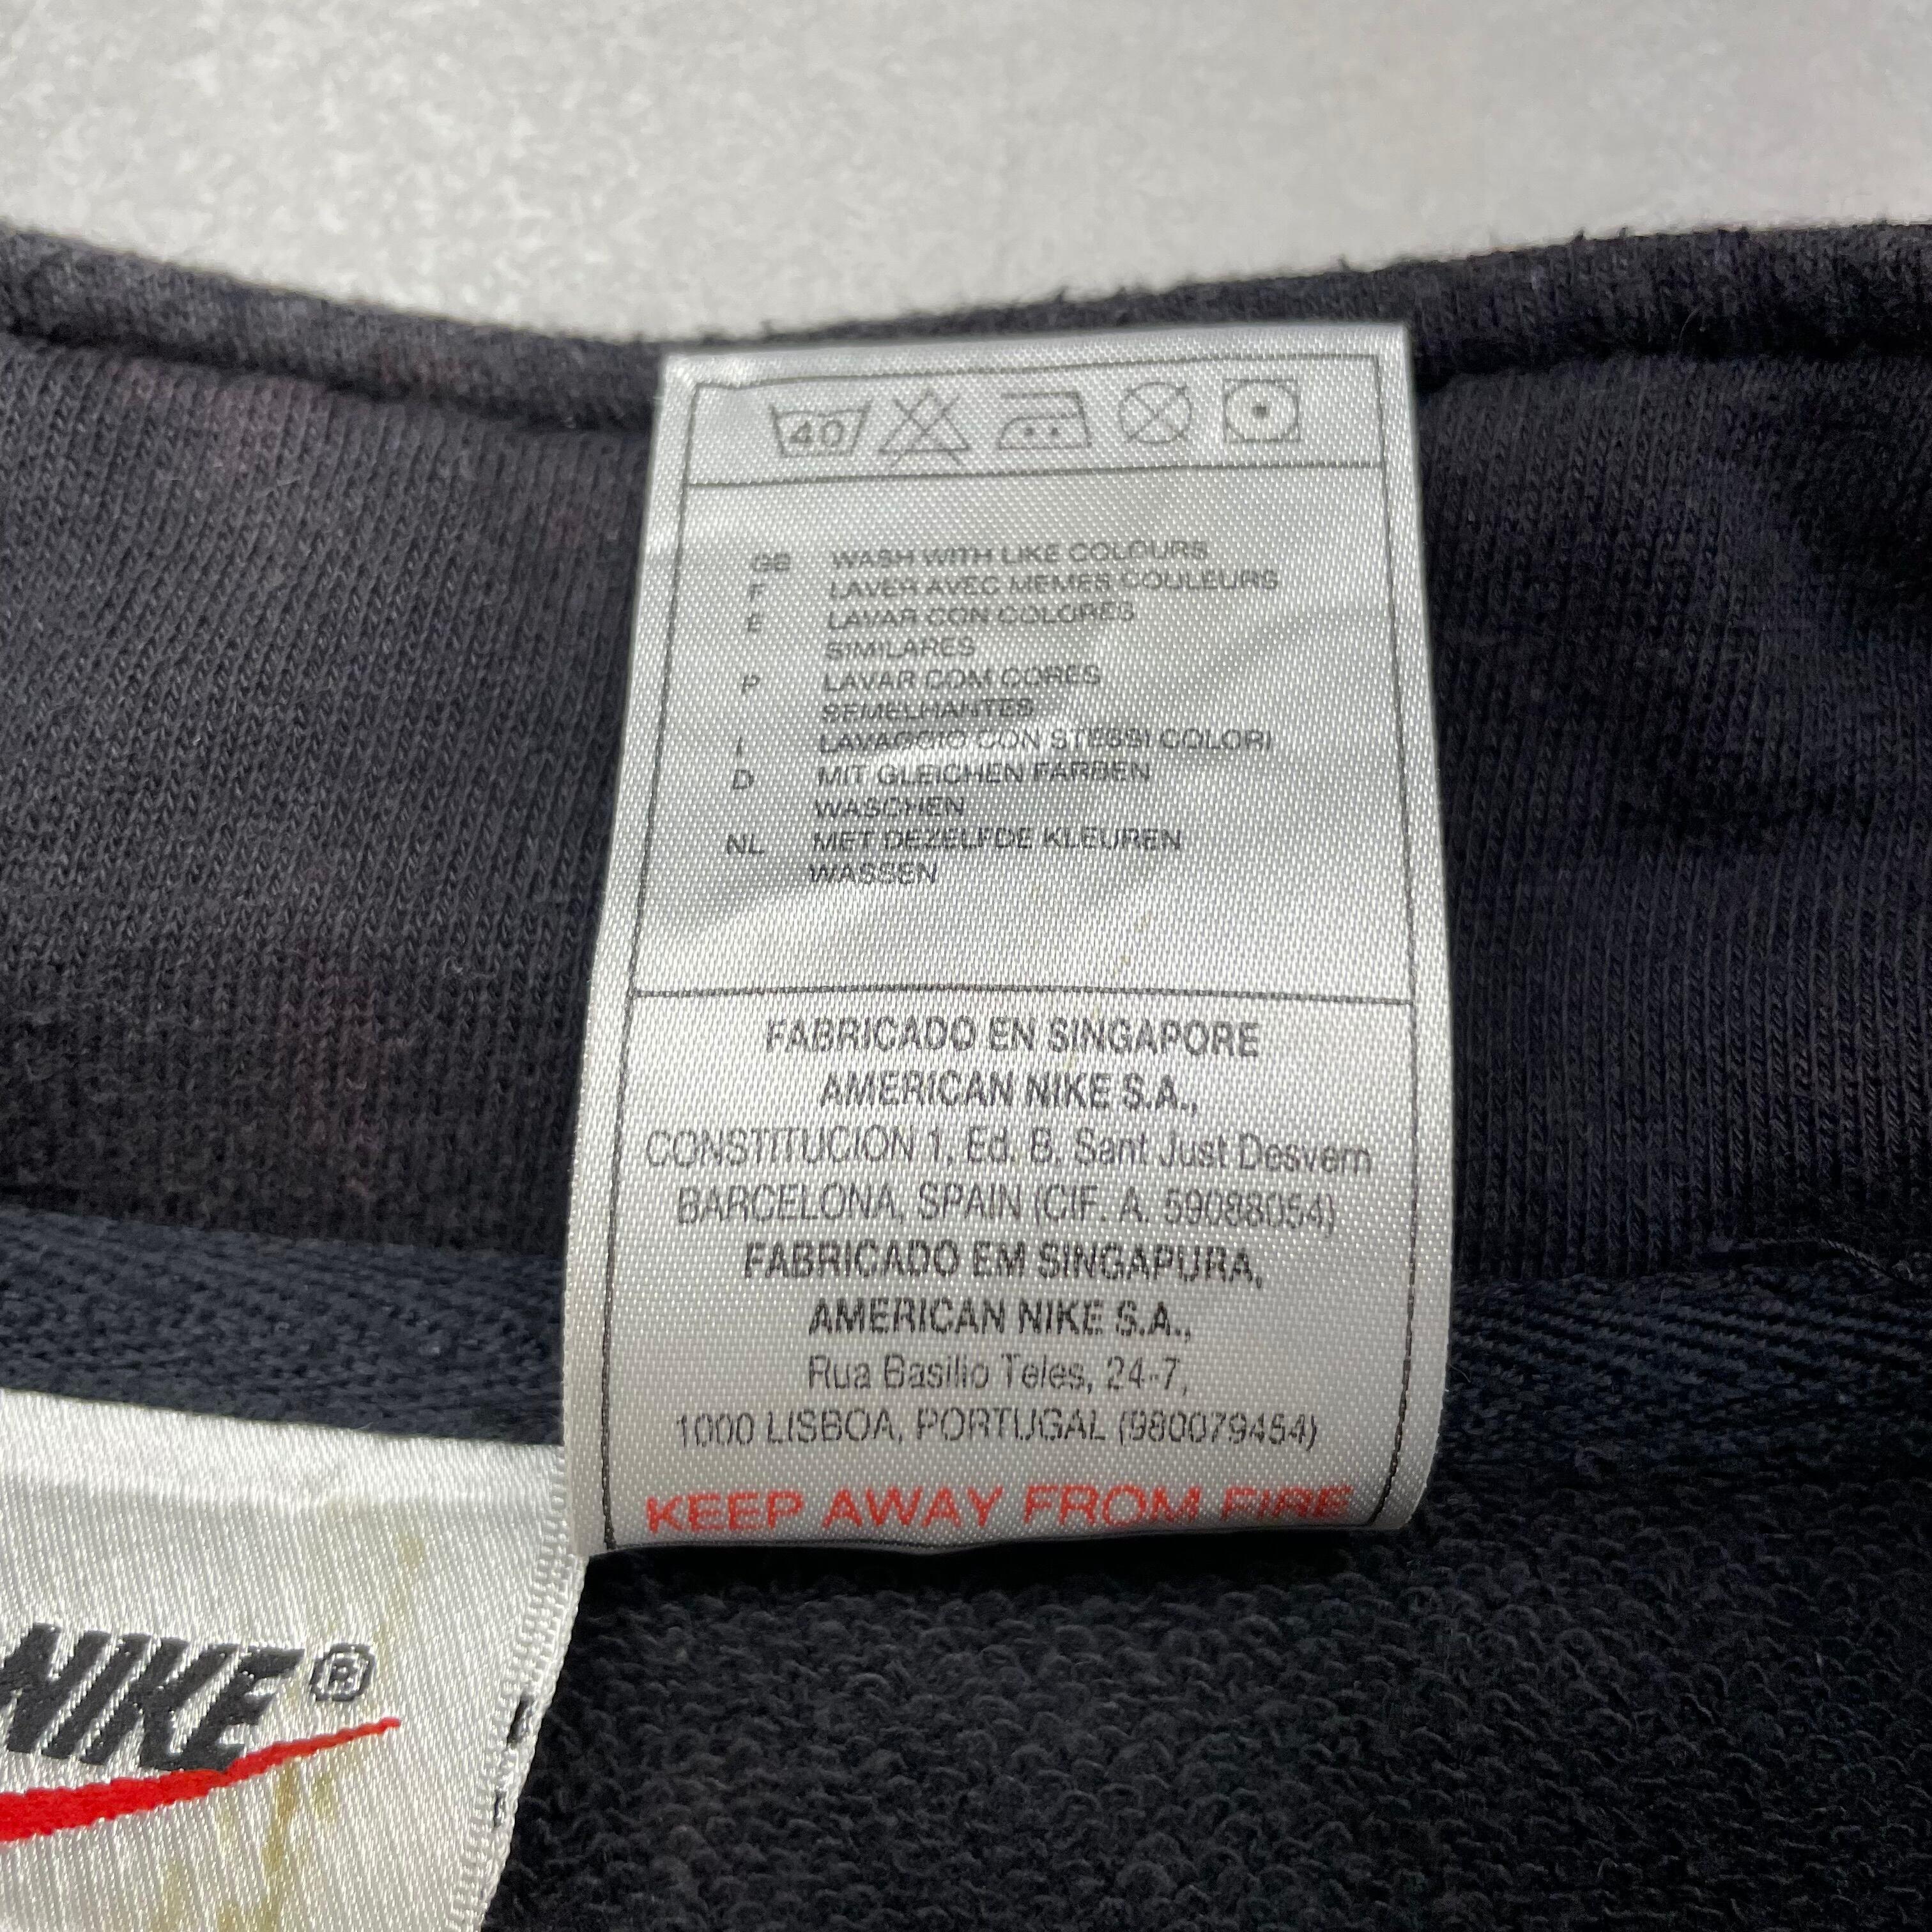 40
GB WASH WITH LIKE COLOURS
F LAVER AVEC MEMES COULEURS
E LAVAR CON COLORES
SIMILARES
P LAVAR COM CORES
SEMELHANTES
I LAVAGGIO CON STESSI COLORI
D MIT GLEICHEN FARBEN
WASCHEN
NL MET DEZELFDE KLEUREN
WASSEN
FABRICADO EN SINGAPORE
AMERICAN NIKE S.A.,
CONSTITUCION 1, Ed. B, Sant Just Desvern
BARCELONA, SPAIN (CIF. A. 59088054)
FABRICADO EM SINGAPURA,
AMERICAN NIKE S.A.,
Rua Basilio Teles, 24-7,
1000 LISBOA, PORTUGAL (980079454)
KEEP AWAY FROM FIRE
NIKE®